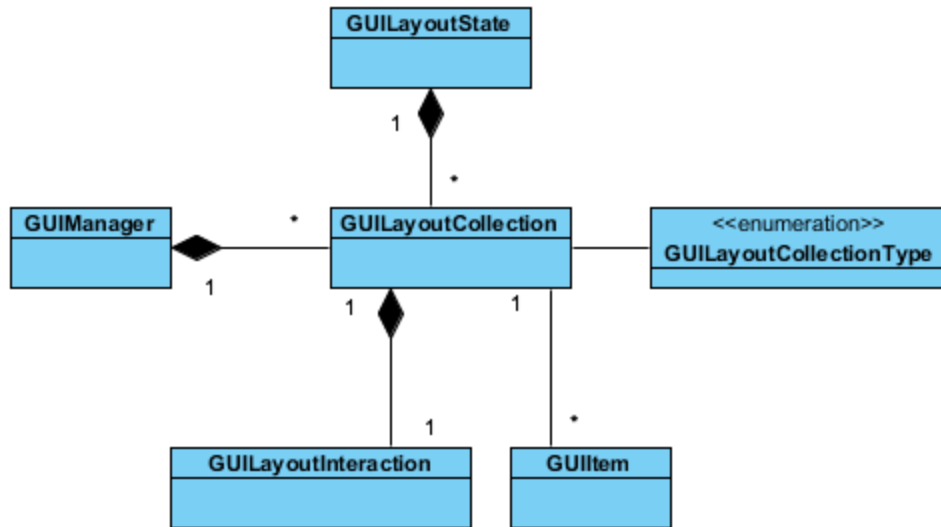 GUILayoutState
1
*
GUIManager
*
GUILayoutCollection
<<enumeration>>
GUILayoutCollectionType
1
1
1
1
*
GUILayoutInteraction
GUIItem